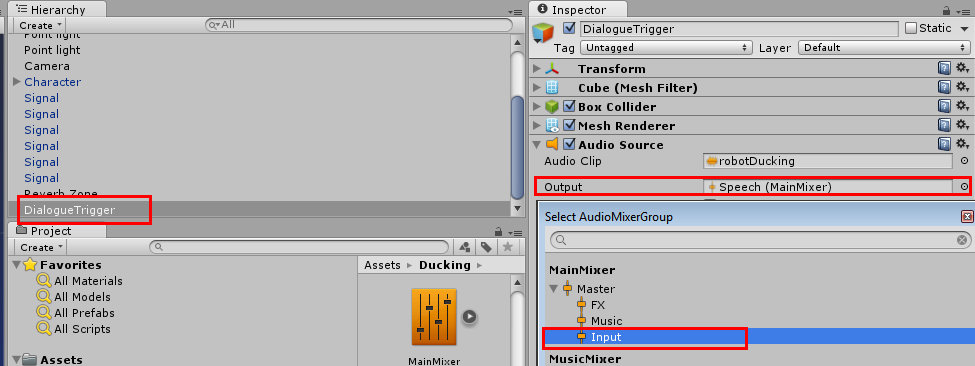 Hierarchy
Create
All
Point light
Point light
Camera
Character
Signal
Signal
Signal
Signal
Signal
Signal
Reverb Zone
DialogueTrigger
Project
Create
Favorites
All Materials
All Models
All Prefabs
All Scripts
Assets
Assets Ducking
MainMixer
Inspector
DialogueTrigger
Static
Tag Untagged Layer Default
Transform
Cube (Mesh Filter)
Box Collider
Mesh Renderer
Audio Source
Audio Clip robotDucking
Output Speech (MainMixer)
Select AudioMixerGroup
MainMixer
Master
FX
Music
Input
MusicMixer